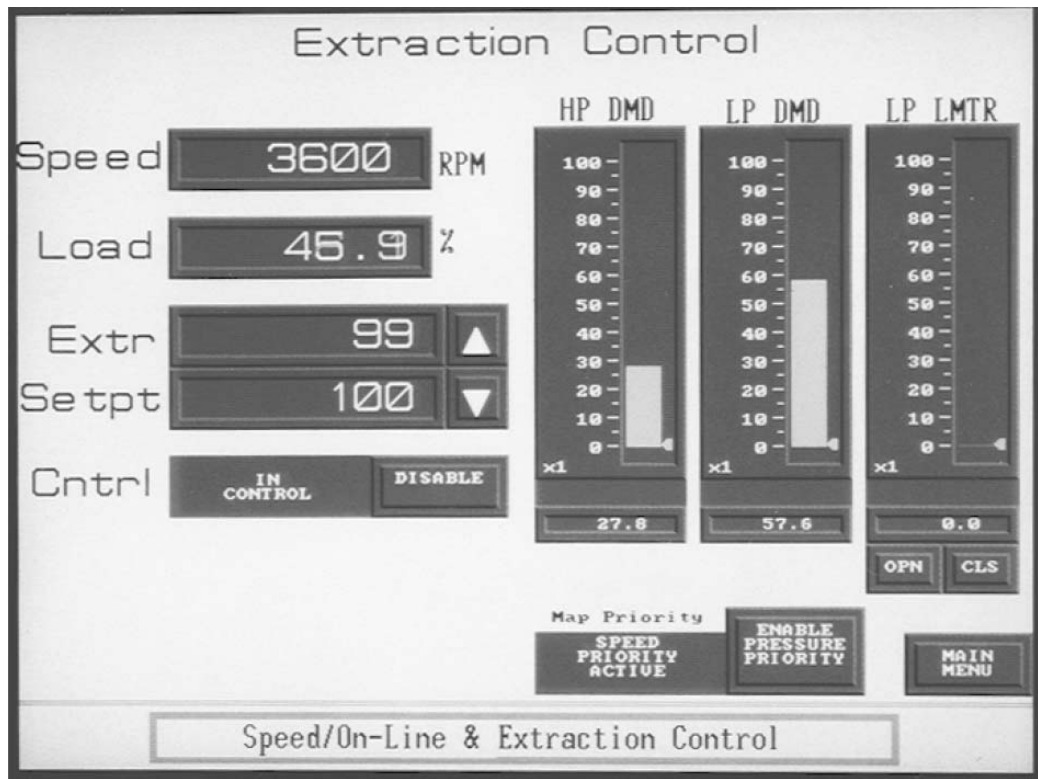 Extraction Control
HP DMD
LP DMD
LP LMTR
Speed
3600
RPM
Load
%
Extr
99
Setpt
100
Cntrl
IN
CONTROL
DISABLE
100
90
80
70
60
50
40
30
20
10
0
x1
27.8
100
90
80
70
60
50
40
30
20
10
0
x1
57.6
100
90
80
70
60
50
40
30
20
10
0
x1
0.0
OPN
CLS
Map Priority
SPEED
PRIORITY
ACTIVE
ENABLE
PRESSURE
PRIORITY
MAIN
MENU
Speed/On-Line & Extraction Control